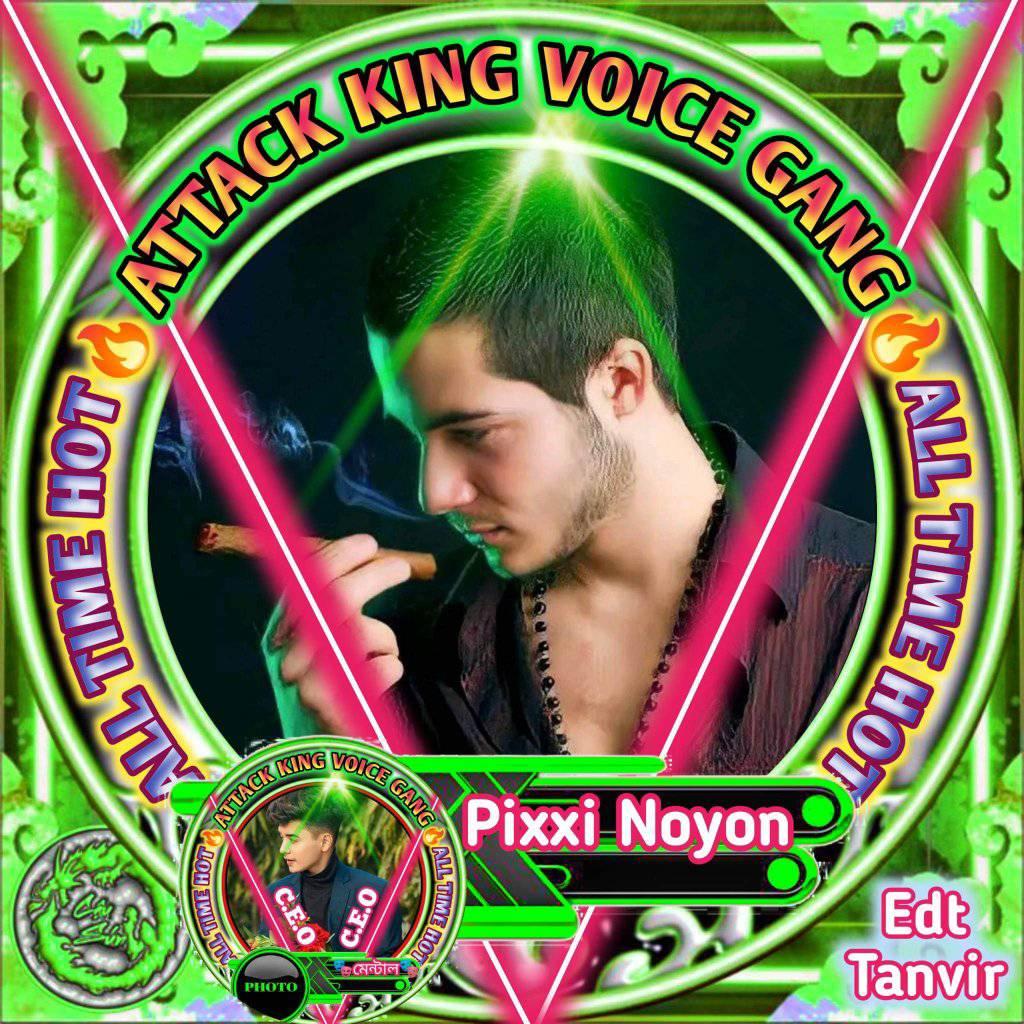 ATTACK KING VOICE GANG
ALL TIME HOT
ALL TIME HOT
Pixxi Noyon
ATTACK KING VOICE GANG
ALL TIME HOT
ALL TIME HOT
C.E.O
C.E.O
মেন্টাল
PHOTO
Edt
Tanvir